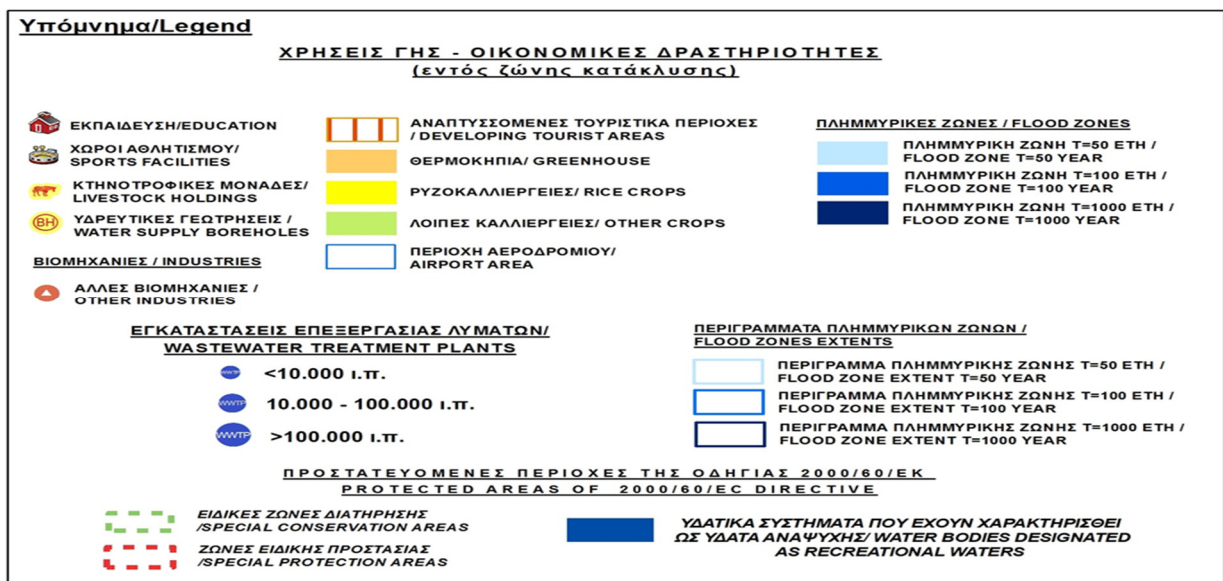 Υπόμνημα/Legend
ΧΡΗΣΕΙΣ ΓΗΣ - ΟΙΚΟΝΟΜΙΚΕΣ ΔΡΑΣΤΗΡΙΟΤΗΤΕΣ
(εντός ζώνης κατάκλυσης)
ΕΚΠΑΙΔΕΥΣΗ/EDUCATION
ΧΩΡΟΙ ΑΘΛΗΤΙΣΜΟΥ/
SPORTS FACILITIES
ΚΤΗΝΟΤΡΟΦΙΚΕΣ ΜΟΝΑΔΕΣ/
LIVESTOCK HOLDINGS
BH
ΥΔΡΕΥΤΙΚΕΣ ΓΕΩΤΡΗΣΕΙΣ /
WATER SUPPLY BOREHOLES
ΒΙΟΜΗΧΑΝΙΕΣ / INDUSTRIES
ΑΛΛΕΣ ΒΙΟΜΗΧΑΝΙΕΣ /
OTHER INDUSTRIES
ΑΝΑΠΤΥΣΣΟΜΕΝΕΣ ΤΟΥΡΙΣΤΙΚΑ ΠΕΡΙΟΧΕΣ
/ DEVELOPING TOURIST AREAS
ΘΕΡΜΟΚΗΠΙΑ/ GREENHOUSE
ΡΥΖΟΚΑΛΛΙΕΡΓΕΙΕΣ/ RICE CROPS
ΛΟΙΠΕΣ ΚΑΛΛΙΕΡΓΕΙΕΣ/ OTHER CROPS
ΠΕΡΙΟΧΗ ΑΕΡΟΔΡΟΜΙΟΥ/
AIRPORT AREA
ΠΛΗΜΜΥΡΙΚΕΣ ΖΩΝΕΣ / FLOOD ZONES
ΠΛΗΜΜΥΡΙΚΗ ΖΩΝΗ T=50 ΕΤΗ /
FLOOD ZONE T=50 YEAR
ΠΛΗΜΜΥΡΙΚΗ ΖΩΝΗ T=100 ΕΤΗ /
FLOOD ZONE T=100 YEAR
ΠΛΗΜΜΥΡΙΚΗ ΖΩΝΗ T=1000 ΕΤΗ /
FLOOD ZONE T=1000 YEAR
ΕΓΚΑΤΑΣΤΑΣΕΙΣ ΕΠΕΞΕΡΓΑΣΙΑΣ ΛΥΜΑΤΩΝ/
WASTEWATER TREATMENT PLANTS
WWTP <10.000 ι.π.
WWTP 10.000 - 100.000 ι.π.
WWTP >100.000 ι.π.
ΠΕΡΙΓΡΑΜΜΑΤΑ ΠΛΗΜΜΥΡΙΚΩΝ ΖΩΝΩΝ /
FLOOD ZONES EXTENTS
ΠΕΡΙΓΡΑΜΜΑ ΠΛΗΜΜΥΡΙΚΗΣ ΖΩΝΗΣ T=50 ΕΤΗ /
FLOOD ZONE EXTENT T=50 YEAR
ΠΕΡΙΓΡΑΜΜΑ ΠΛΗΜΜΥΡΙΚΗΣ ΖΩΝΗΣ T=100 ΕΤΗ /
FLOOD ZONE EXTENT T=100 YEAR
ΠΕΡΙΓΡΑΜΜΑ ΠΛΗΜΜΥΡΙΚΗΣ ΖΩΝΗΣ T=1000 ΕΤΗ /
FLOOD ZONE EXTENT T=1000 YEAR
ΠΡΟΣΤΑΤΕΥΟΜΕΝΕΣ ΠΕΡΙΟΧΕΣ ΤΗΣ ΟΔΗΓΙΑΣ 2000/60/ΕΚ
PROTECTED AREAS OF 2000/60/EC DIRECTIVE
ΕΙΔΙΚΕΣ ΖΩΝΕΣ ΔΙΑΤΗΡΗΣΗΣ
/SPECIAL CONSERVATION AREAS
ΖΩΝΕΣ ΕΙΔΙΚΗΣ ΠΡΟΣΤΑΣΙΑΣ
/SPECIAL PROTECTION AREAS
ΥΔΑΤΙΚΑ ΣΥΣΤΗΜΑΤΑ ΠΟΥ ΕΧΟΥΝ ΧΑΡΑΚΤΗΡΙΣΘΕΙ
ΩΣ ΥΔΑΤΑ ΑΝΑΨΥΧΗΣ/ WATER BODIES DESIGNATED
AS RECREATIONAL WATERS